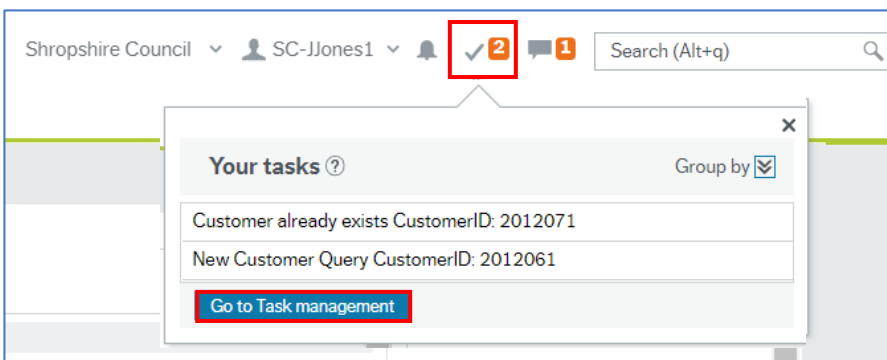 Shropshire Council SC-JJones1 2 1 Search (Alt+q)
Your tasks ? Group by
Customer already exists CustomerID: 2012071
New Customer Query CustomerID: 2012061
Go to Task management